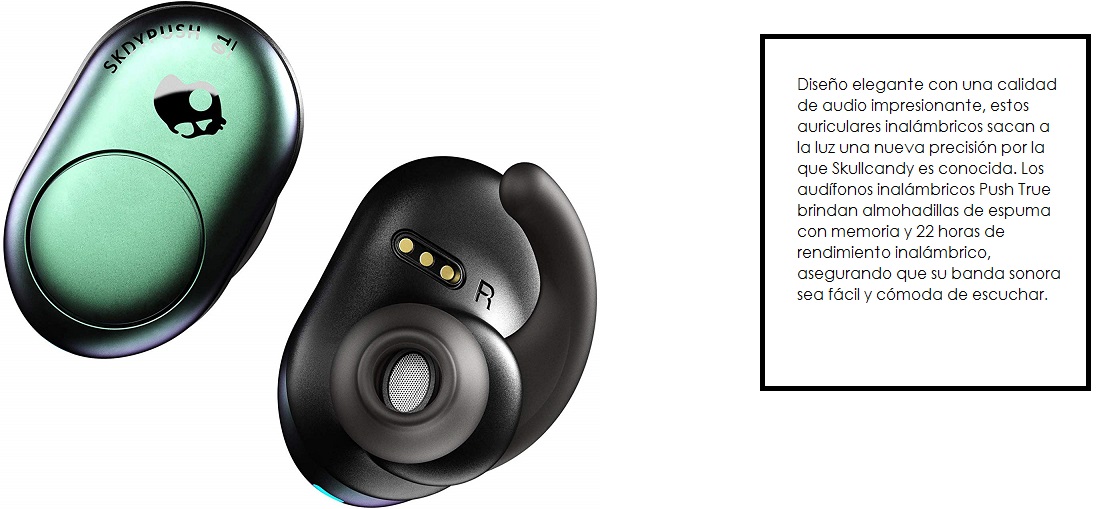 SKDYPUSH
R
Diseño elegante con una calidad
de audio impresionante, estos
auriculares inalámbricos sacan a
la luz una nueva precisión por la
que Skullcandy es conocida. Los
audífonos inalámbricos Push True
brindan almohadillas de espuma
con memoria y 22 horas de
rendimiento inalámbrico,
asegurando que su banda sonora
sea fácil y cómoda de escuchar.